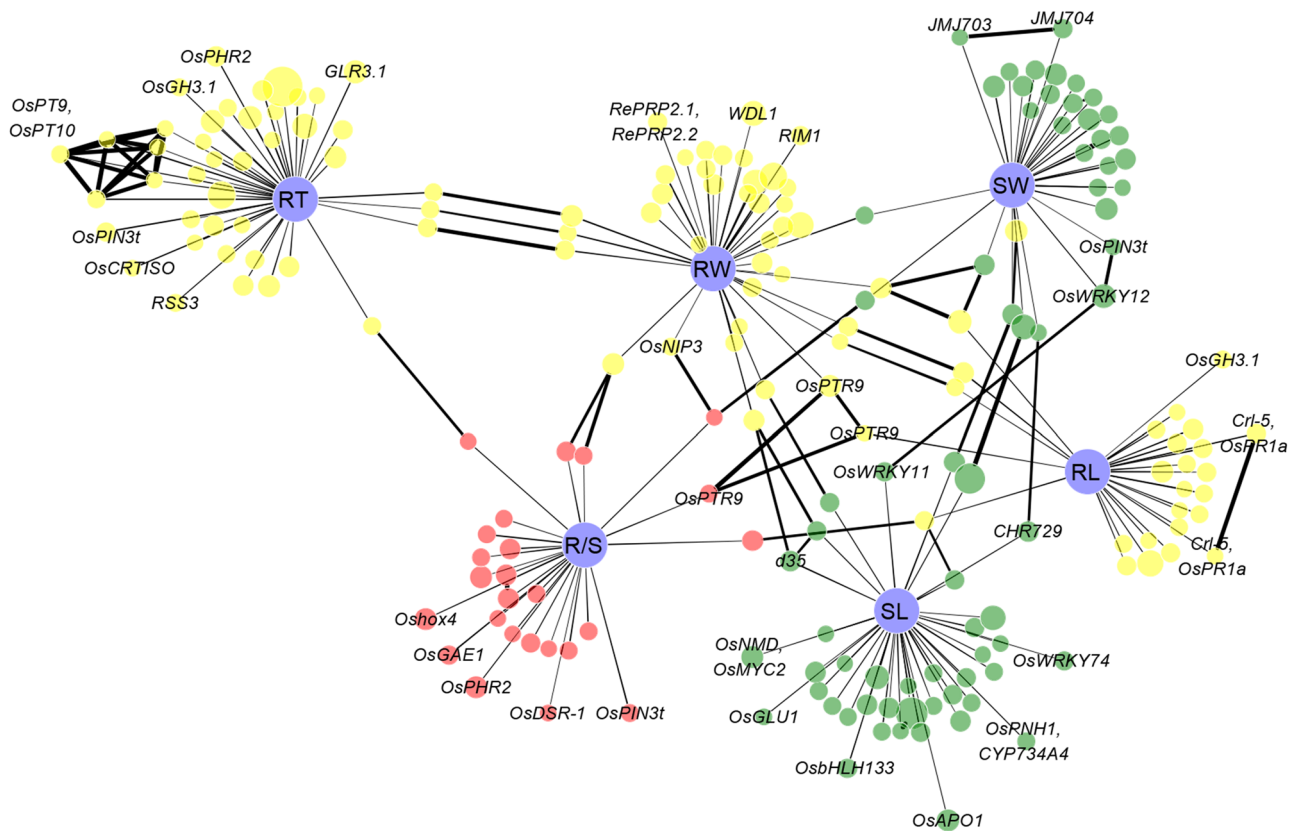 JMJ703
JMJ704
OsPHR2
GLR3.1
OsGH3.1
OsPT9,
OsPT10
RePRP2.1,
RePRP2.2
WDL1
RIM1
SW
RT
OsPIN3t
OsCRTISO
RSS3
RW
OsPIN3t
OsWRKY12
OsNIP3
OsPTR9
OsPTR9
OsGH3.1
Crl-5,
OsPR1a
OsWRKY11
RL
OsPTR9
CHR729
Crl-5,
OsPR1a
R/S
d35
Oshox4
OsGAE1
OsPHR2
OsDSR-1
OsPIN3t
SL
OsNMD,
OsMYC2
OsWRKY74
OsGLU1
OsPNH1,
CYP734A4
OsbHLH133
OsAPO1